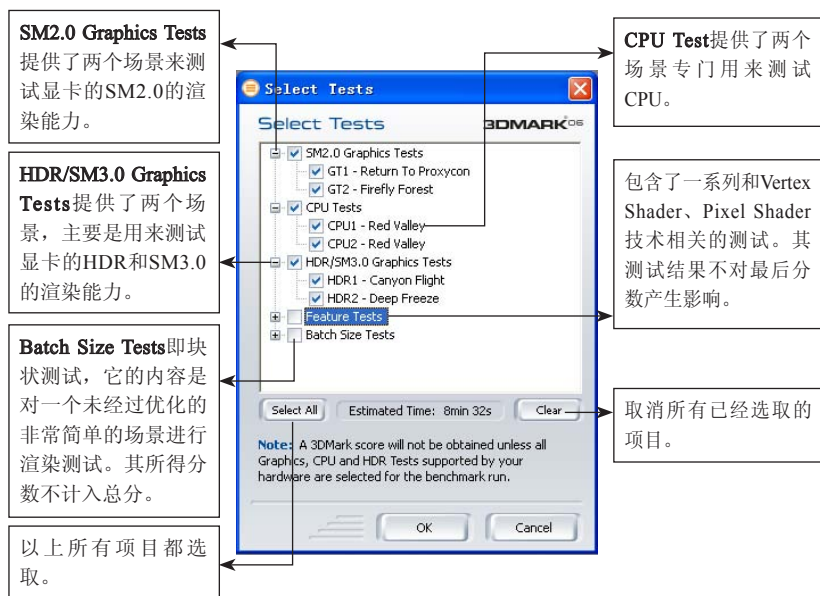 SM2.0 Graphics Tests
提供了两个场景来测
试显卡的SM2.0的渲
染能力。
HDR/SM3.0 Graphics
Tests提供了两个场
景，主要是用来测试
显卡的HDR和SM3.0
的渲染能力。
Batch Size Tests即块
状测试，它的内容是
对一个未经过优化的
非常简单的场景进行
渲染测试。其所得分
数不计入总分。
以上所有项目都选
取。
Select Tests
Select Tests
3DMARK06
SM2.0 Graphics Tests
GT1 - Return To Proxycon
GT2 - Firefly Forest
CPU Tests
CPU1 - Red Valley
CPU2 - Red Valley
HDR/SM3.0 Graphics Tests
HDR1 - Canyon Flight
HDR2 - Deep Freeze
Feature Tests
Batch Size Tests
Select All
Estimated Time: 8min 32s
Clear
Note: A 3DMark score will not be obtained unless all
Graphics, CPU and HDR Tests supported by your
hardware are selected for the benchmark run.
OK
Cancel
CPU Test提供了两个
场景专门用来测试
CPU。
包含了一系列和Vertex
Shader、Pixel Shader
技术相关的测试。其
测试结果不对最后分
数产生影响。
取消所有已经选取的
项目。